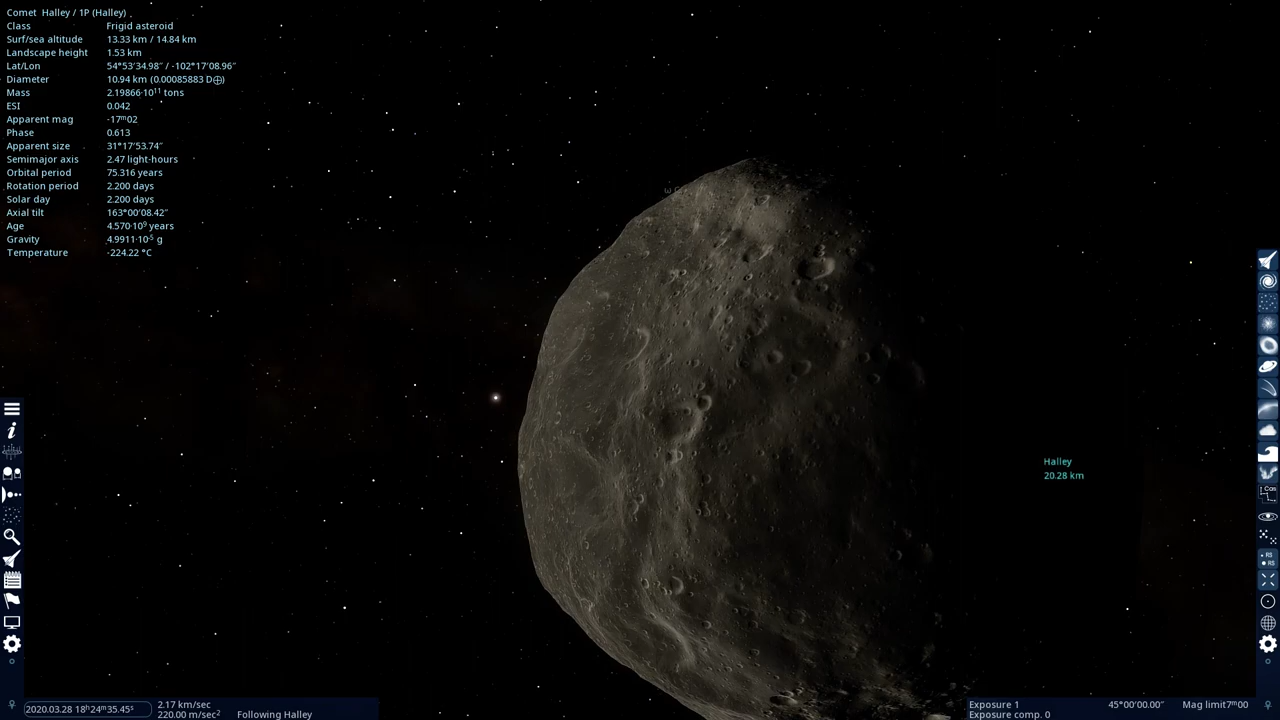 Comet Halley / 1P (Halley)
Class Frigid asteroid
Surf/sea altitude 13.33 km / 14.84 km
Landscape height 1.53 km
Lat/Lon 54°53′34.98″ / -102°17′08.96″
Diameter 10.94 km (0.00085883 D⊕)
Mass 2.19866·10¹¹ tons
ESI 0.042
Apparent mag -17ᵐ02
Phase 0.613
Apparent size 31°17′53.74″
Semimajor axis 2.47 light-hours
Orbital period 75.316 years
Rotation period 2.200 days
Solar day 2.200 days
Axial tilt 163°00′08.42″
Age 4.570·10⁹ years
Gravity 4.9911·10⁻⁵ g
Temperature -224.22 °C
Halley
20.28 km
Can
RS
RS
2020.03.28 18ʰ24ᵐ35.45ˢ
2.17 km/sec
220.00 m/sec² Following Halley
Exposure 1 45°00′00.00″ Mag limit 7ᵐ00
Exposure comp. 0